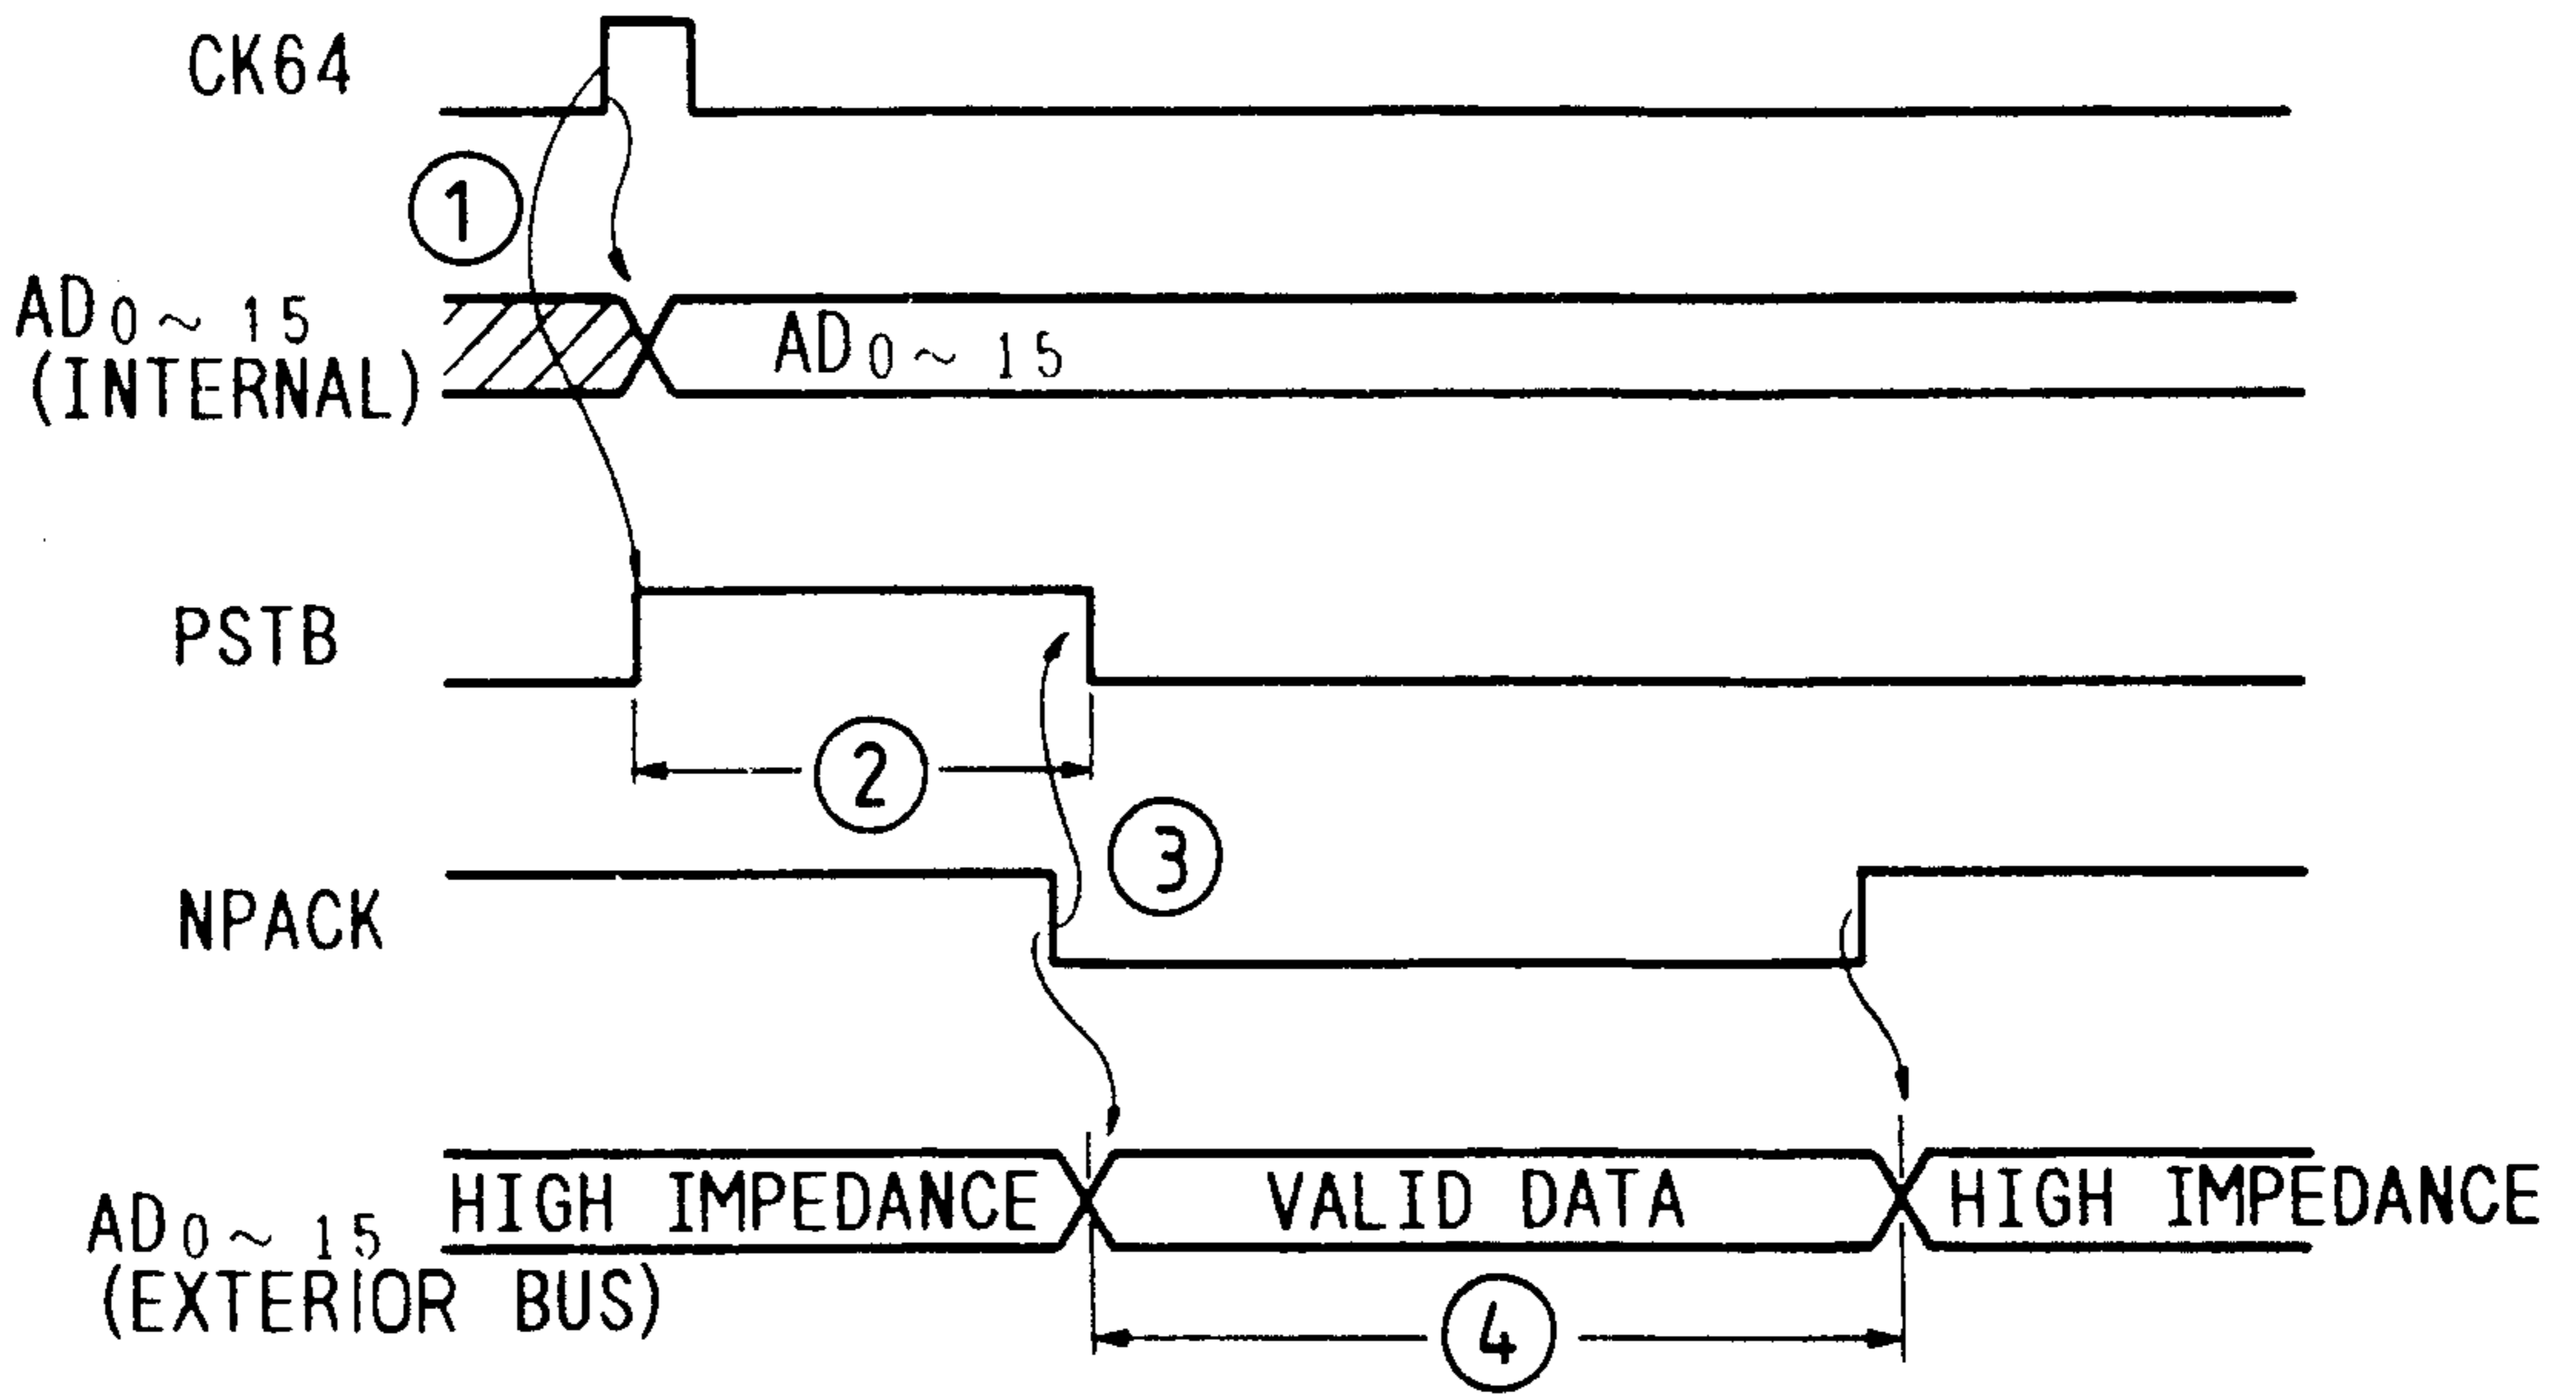 CK64
1
AD0~15
(INTERNAL)
AD0~15
PSTB
2
3
NPACK
HIGH IMPEDANCE
VALID DATA
HIGH IMPEDANCE
AD0~15
(EXTERIOR BUS)
4